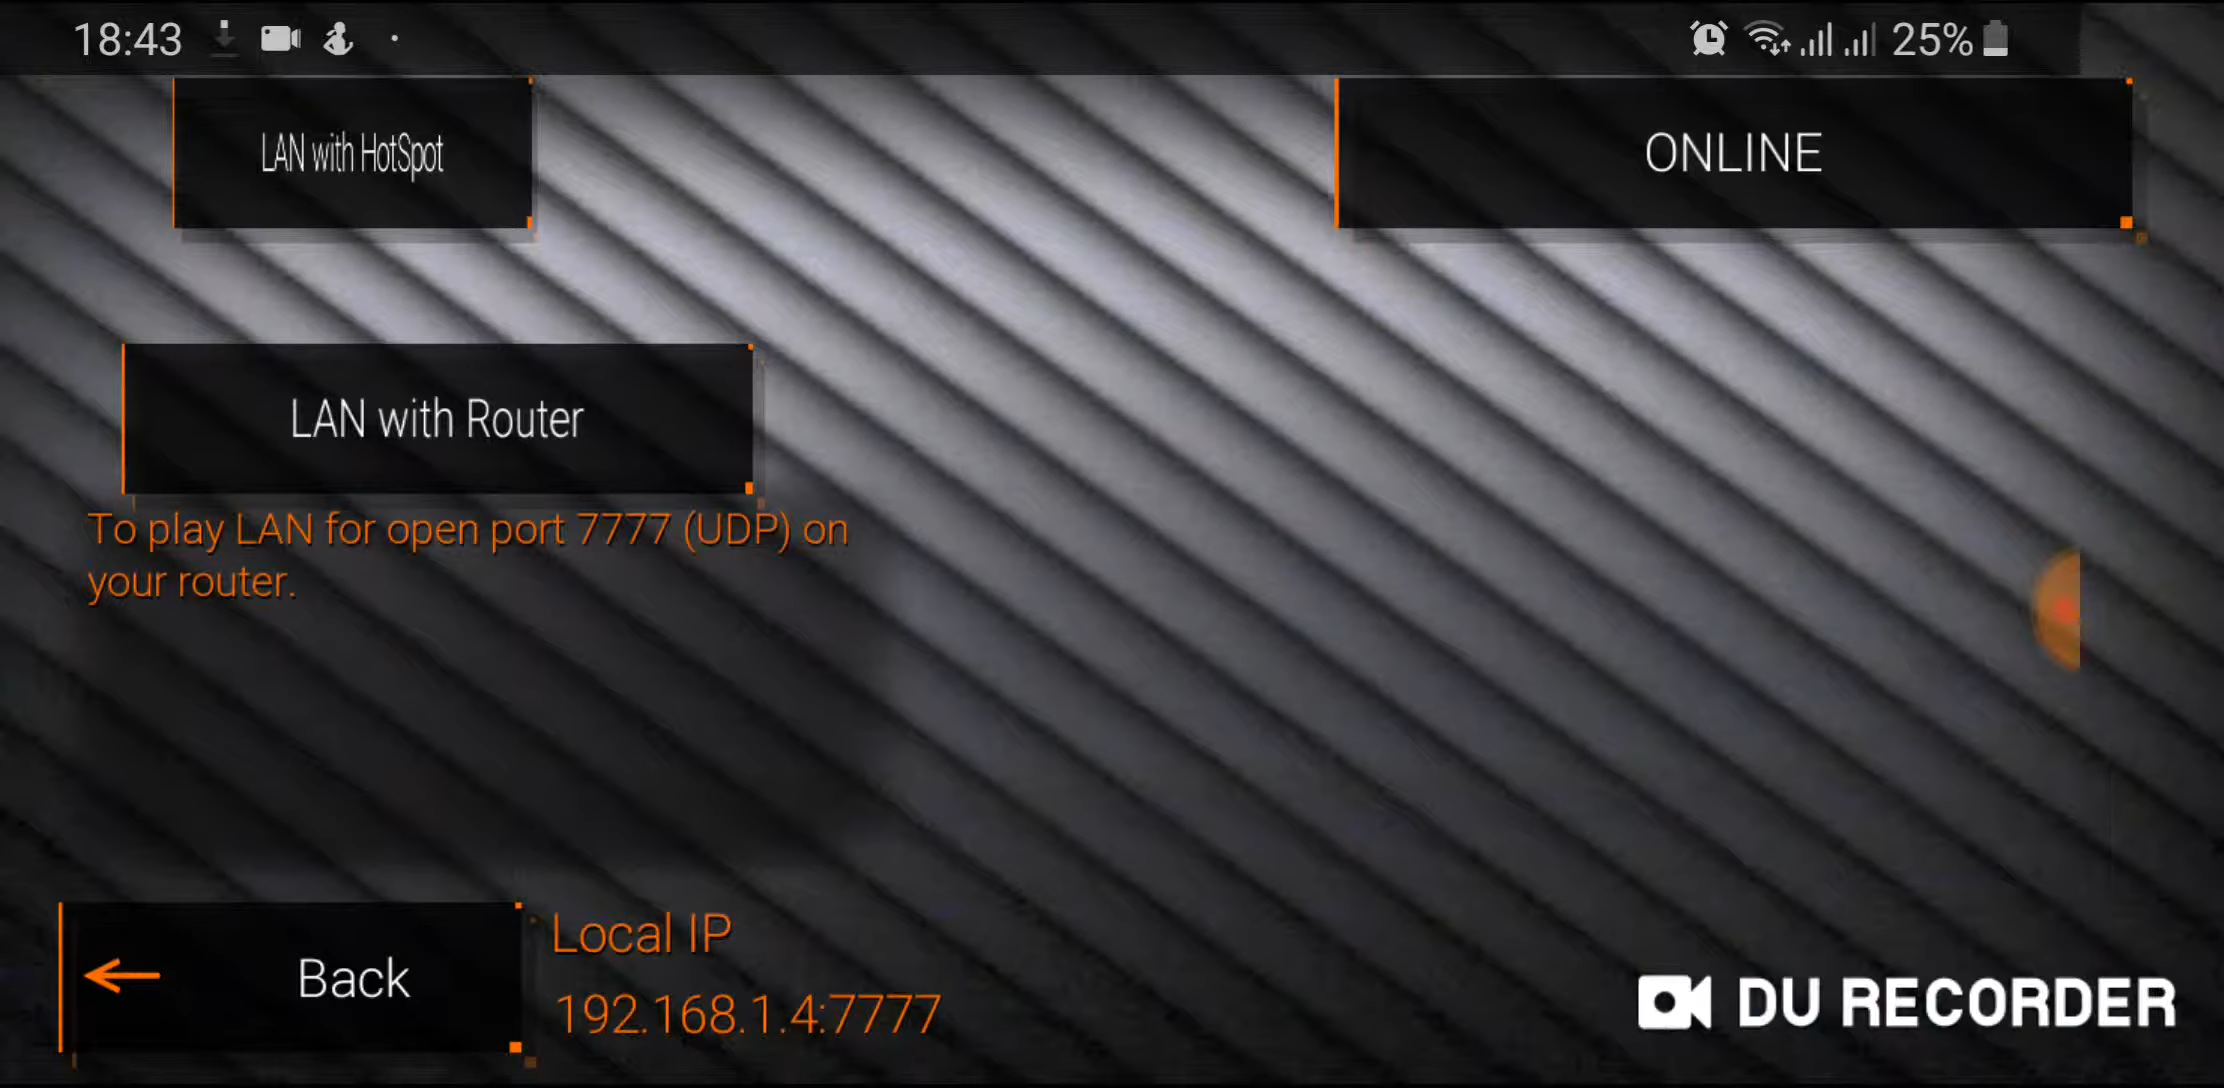 18:43
25%
LAN with HotSpot
ONLINE
LAN with Router
To play LAN for open port 7777 (UDP) on
your router.
Back
Local IP
192.168.1.4:7777
DU RECORDER